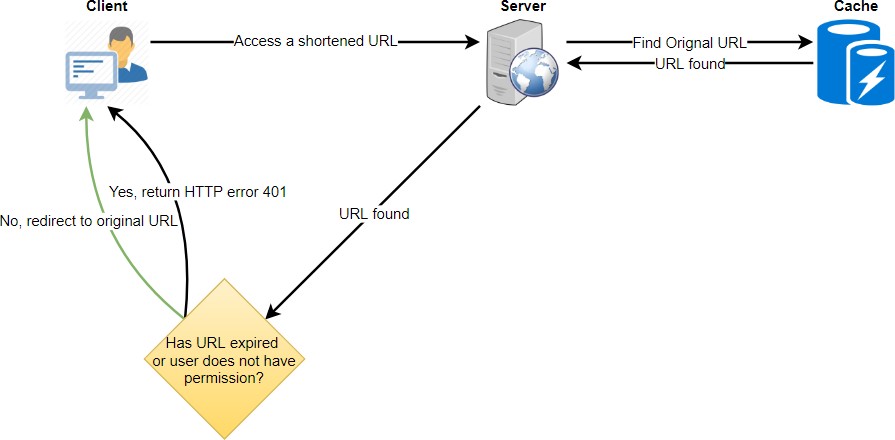 Client
Server
Cache
Access a shortened URL
Find Orignal URL
URL found
Yes, return HTTP error 401
No, redirect to original URL
URL found
Has URL expired
or user does not have
permission?